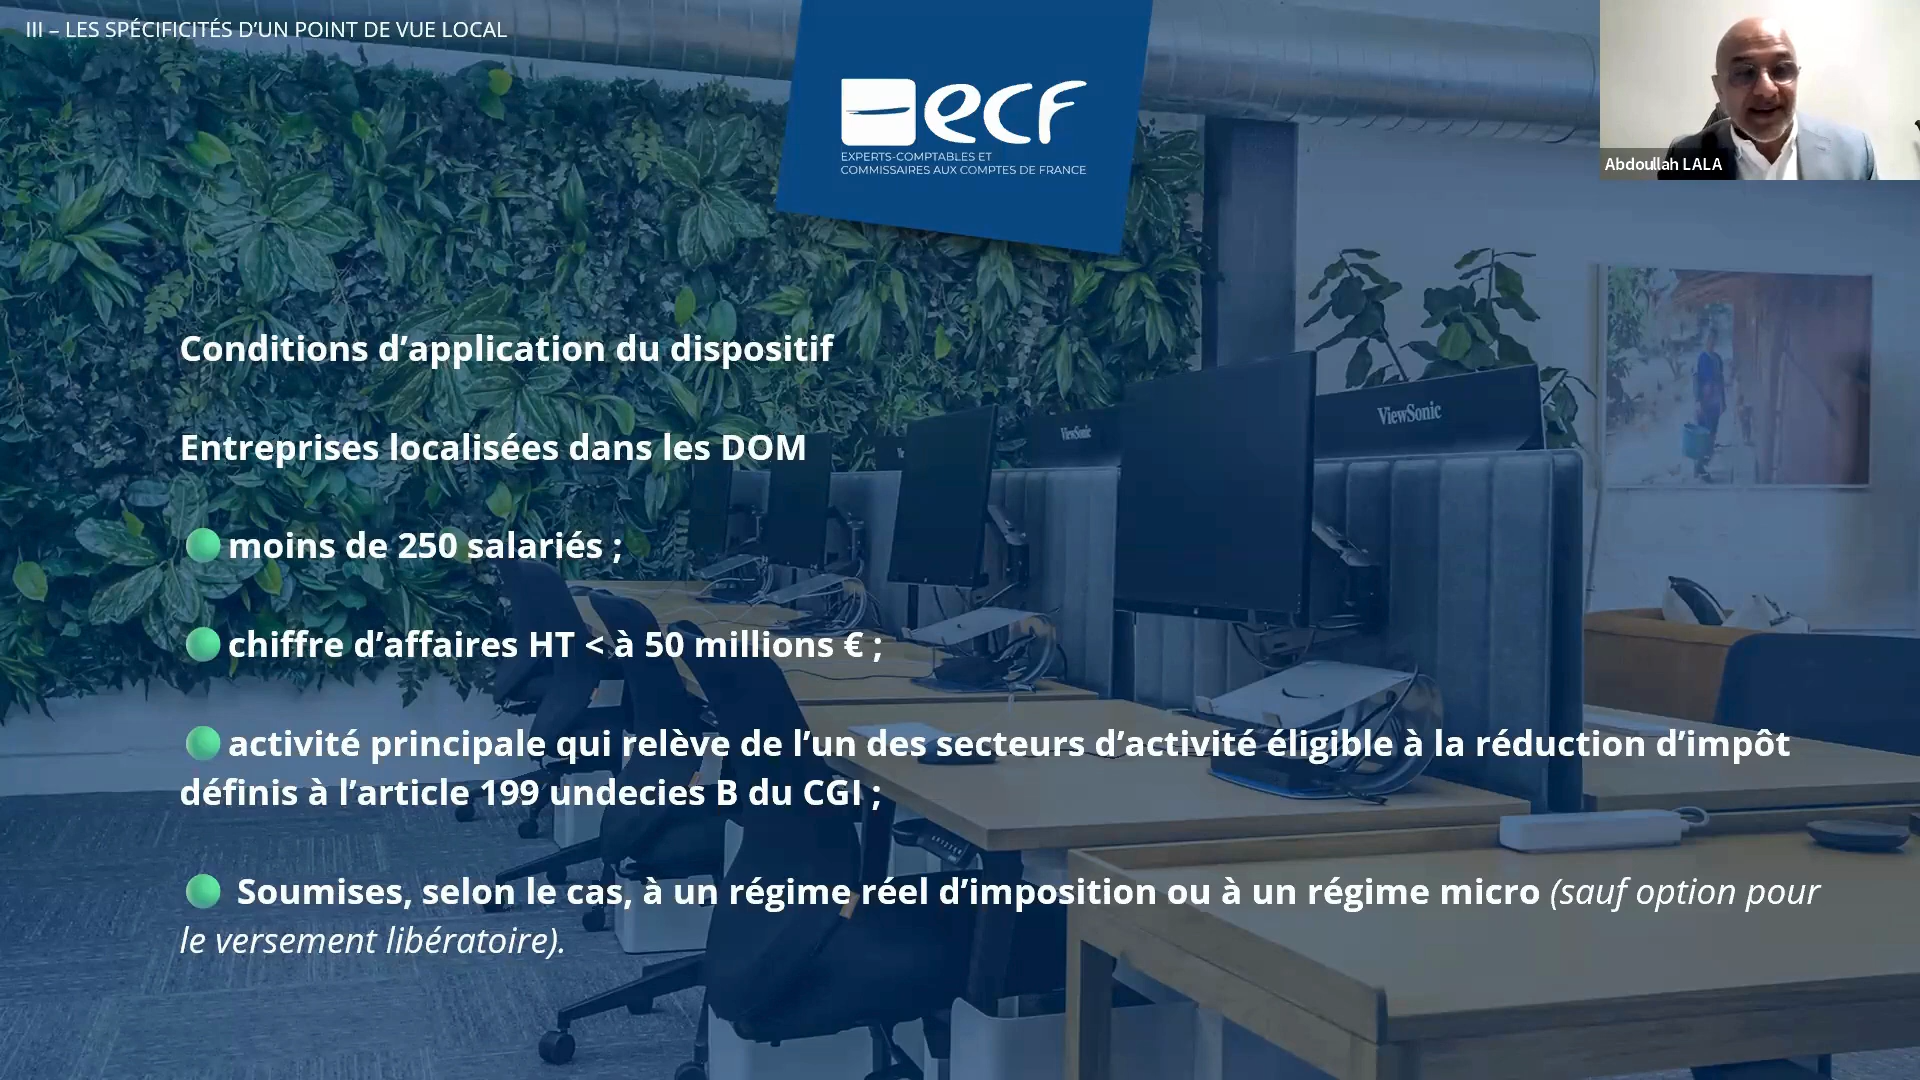 III – LES SPÉCIFICITÉS D’UN POINT DE VUE LOCAL
ecf
EXPERTS-COMPTABLES ET
COMMISSAIRES AUX COMPTES DE FRANCE
Abdoullah LALA
Conditions d’application du dispositif
ViewSonic
ViewSonic
Entreprises localisées dans les DOM
moins de 250 salariés ;
chiffre d’affaires HT < à 50 millions € ;
activité principale qui relève de l’un des secteurs d’activité éligible à la réduction d’impôt
définis à l’article 199 undecies B du CGI ;
Soumises, selon le cas, à un régime réel d’imposition ou à un régime micro (sauf option pour
le versement libératoire).